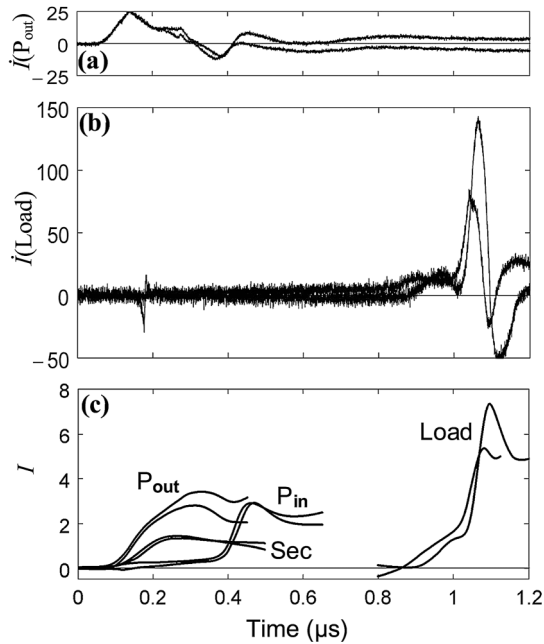 25
0
−25
i̇(Pout)
(a)
(b)
150
100
50
0
−50
i̇(Load)
(c)
8
6
4
2
0
I
Pout
Pin
Sec
Load
0 0.2 0.4 0.6 0.8 1 1.2
Time (µs)